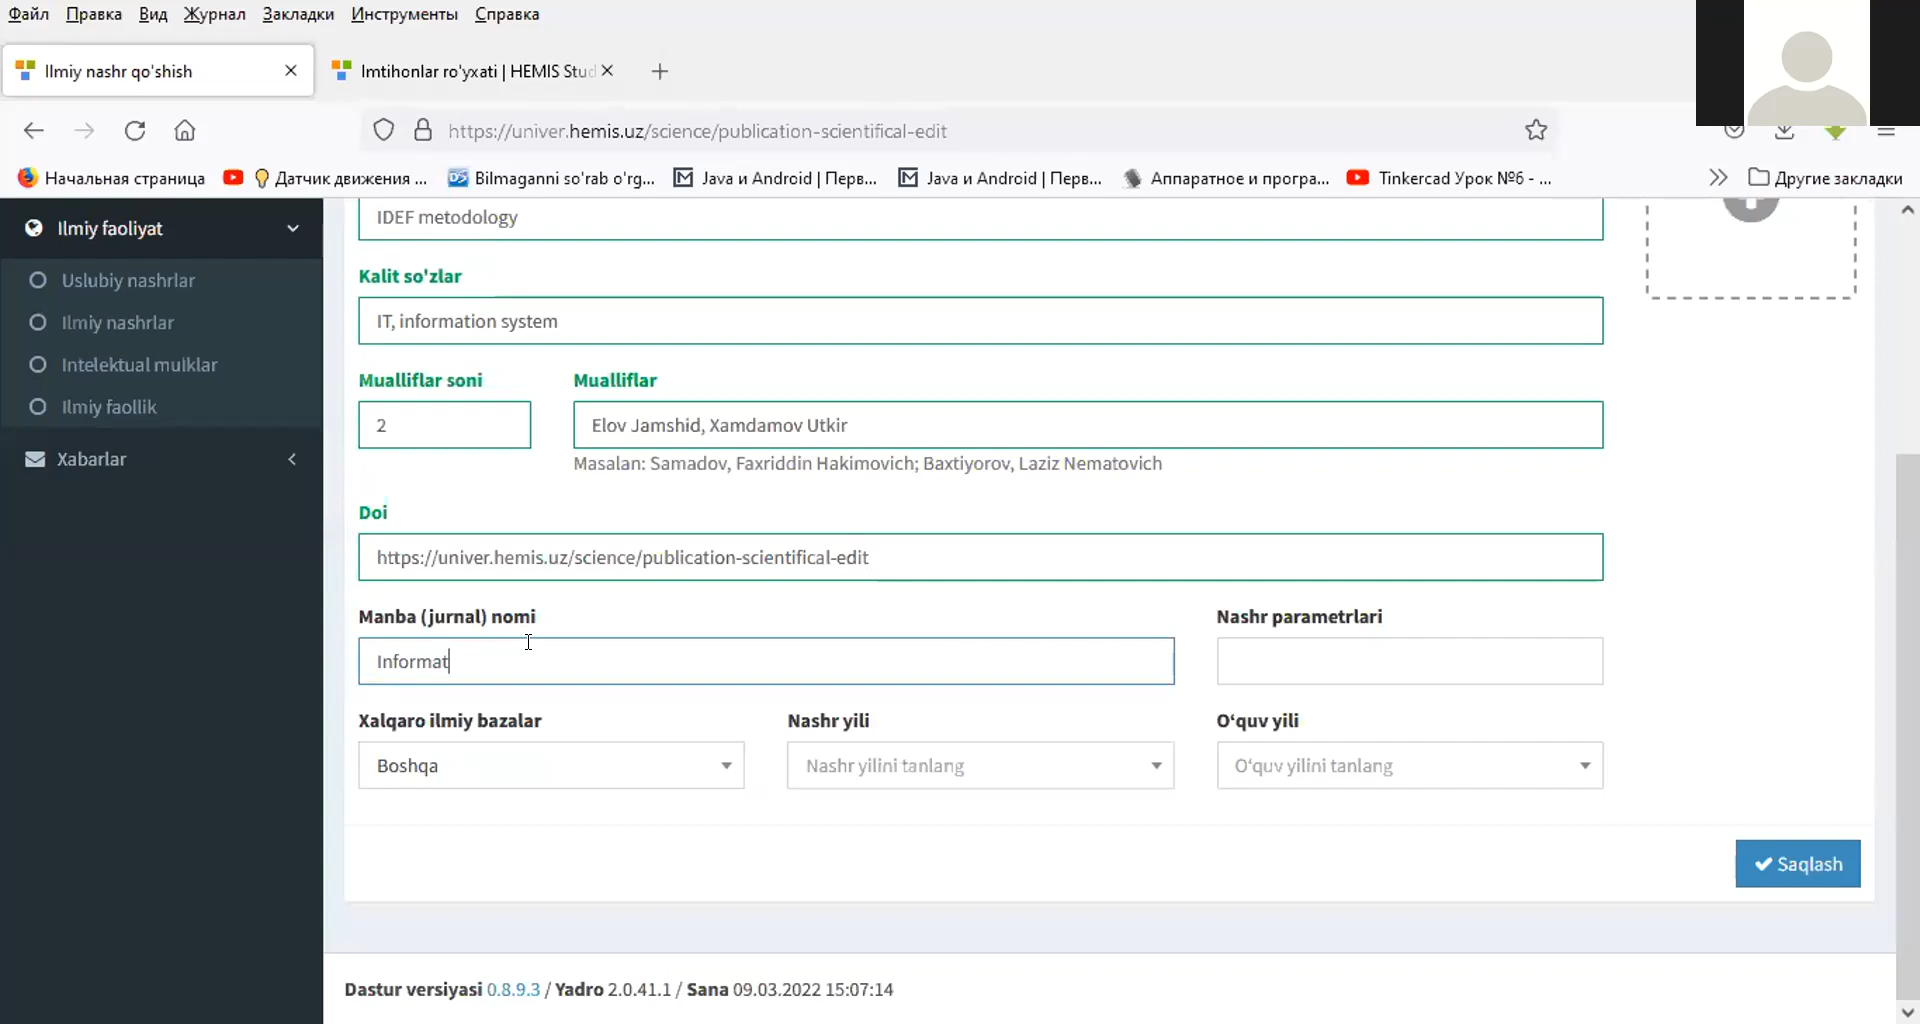 Файл Правка Вид Журнал Закладки Инструменты Справка
Ilmiy nashr qo'shish
Imtihonlar ro'yxati | HEMIS Stud
https://univer.hemis.uz/science/publication-scientifical-edit
Начальная страница Датчик движения ... Bilmaganni so'rab o'rg... Java и Android | Перв... Java и Android | Перв... Аппаратное и програ... Tinkercad Урок №6 - ... Другие закладки
Ilmiy faoliyat
Uslubiy nashrlar
Ilmiy nashrlar
Intelektual mulklar
Ilmiy faollik
Xabarlar
IDEF metodology
Kalit so'zlar
IT, information system
Mualliflar soni Mualliflar
2 Elov Jamshid, Xamdamov Utkir
Masalan: Samadov, Faxriddin Hakimovich; Baxtiyorov, Laziz Nematovich
Doi
https://univer.hemis.uz/science/publication-scientifical-edit
Manba (jurnal) nomi Nashr parametrlari
Informat
Xalqaro ilmiy bazalar Nashr yili O‘quv yili
Boshqa Nashr yilini tanlang O‘quv yilini tanlang
Saqlash
Dastur versiyasi 0.8.9.3 / Yadro 2.0.41.1 / Sana 09.03.2022 15:07:14